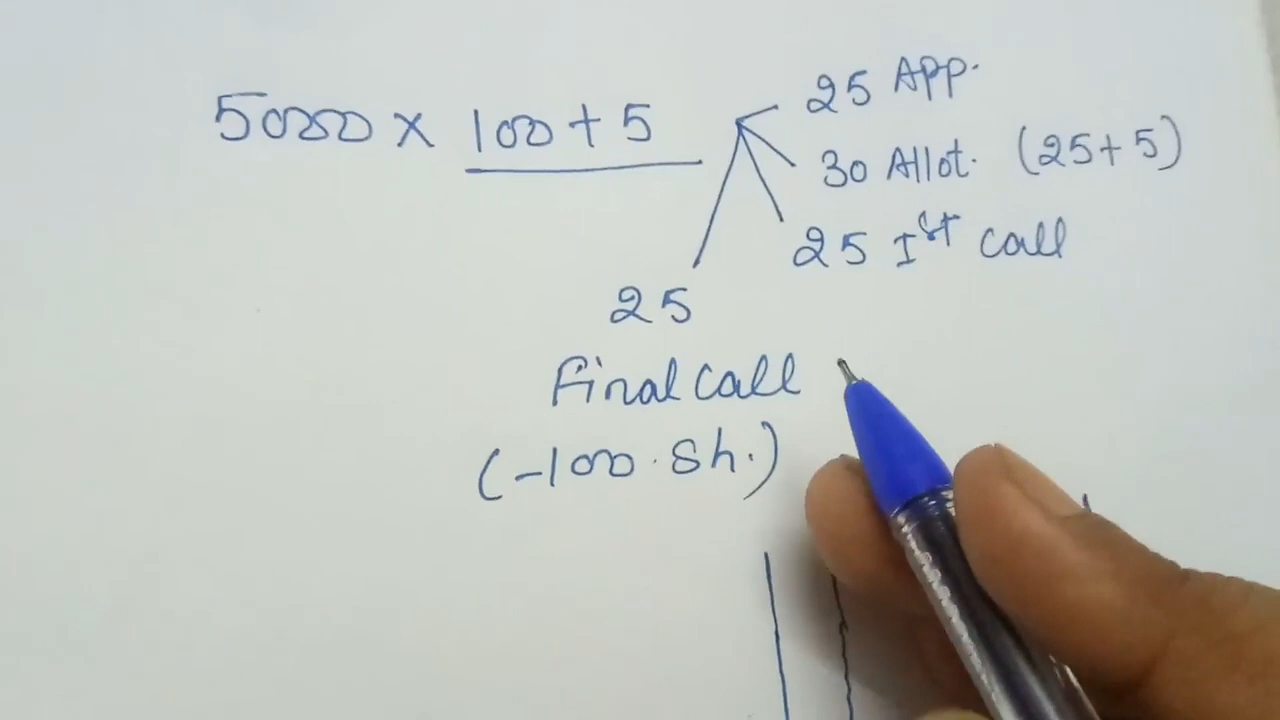 5000 × 100 + 5
25 App.
30 Allot. (25+5)
25 Ist call
25
Final call
(-100 Sh.)